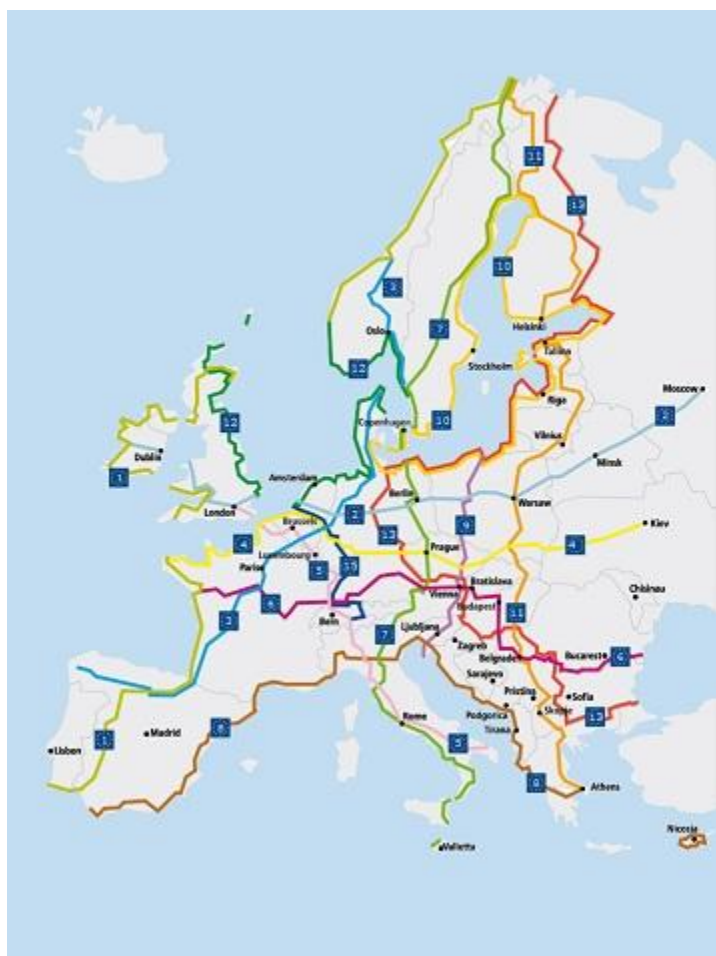 11
13
10
3
Oslo
7
Helsinki
Tallinn
12
Stockholm
Moscow
2
Riga
12
10
Copenhagen
Vilnius
Dublin
1
Minsk
Amsterdam
Berlin
Warsaw
London
2
9
Brussels
13
Kiev
4
Prague
4
Luxembourg
5
15
Paris
Bratislava
Vienna
Chisinau
6
Budapest
11
3
Bern
7
Ljubljana
Zagreb
Belgrade
Bucarest
6
Sarajevo
Pristina
Sofia
Podgorica
Skopje
13
Rome
Madrid
8
1
Lisbon
Tirana
5
8
Athens
Nicosia
Valletta